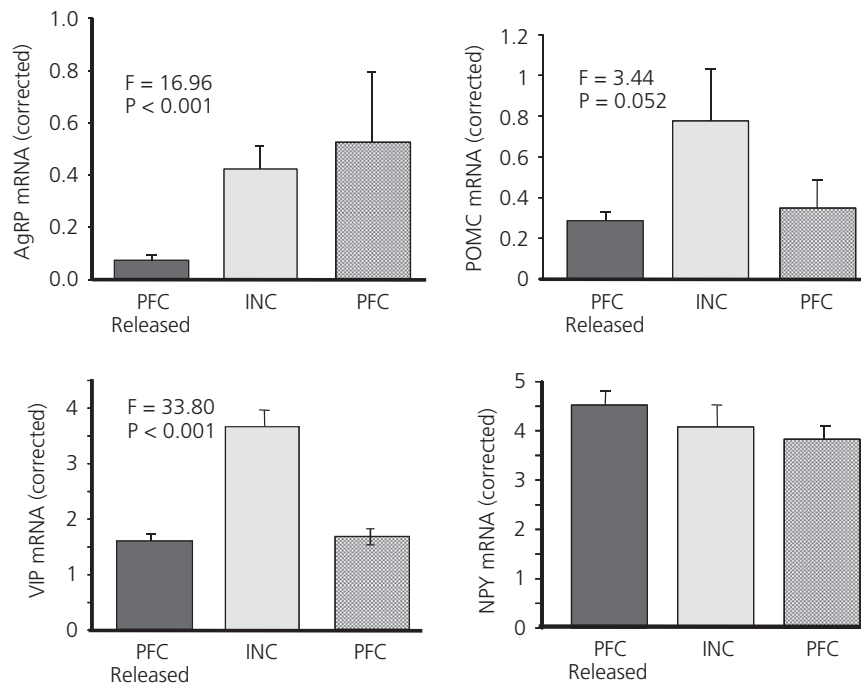 AgRP mRNA (corrected)
1.0
0.8
0.6
0.4
0.2
0.0
F = 16.96
P < 0.001
PFC
Released
INC
PFC
POMC mRNA (corrected)
1.2
1
0.8
0.6
0.4
0.2
0
F = 3.44
P = 0.052
PFC
Released
INC
PFC
VIP mRNA (corrected)
4
3
2
1
0
F = 33.80
P < 0.001
PFC
Released
INC
PFC
NPY mRNA (corrected)
5
4
3
2
1
0
PFC
Released
INC
PFC